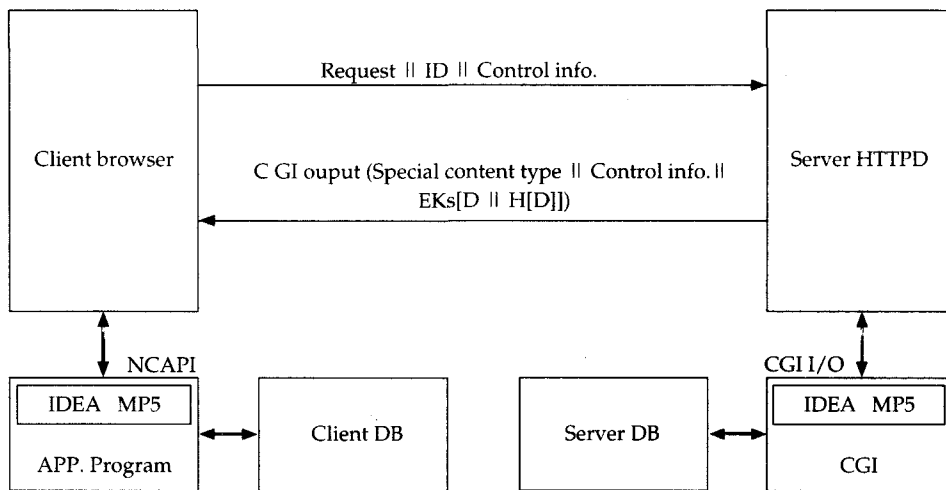 Request || ID || Control info.
Client browser
Server HTTPD
C GI ouput (Special content type || Control info. ||
EKs[D || H[D]])
NCAPI
CGI I/O
IDEA MP5
IDEA MP5
Client DB
Server DB
APP. Program
CGI